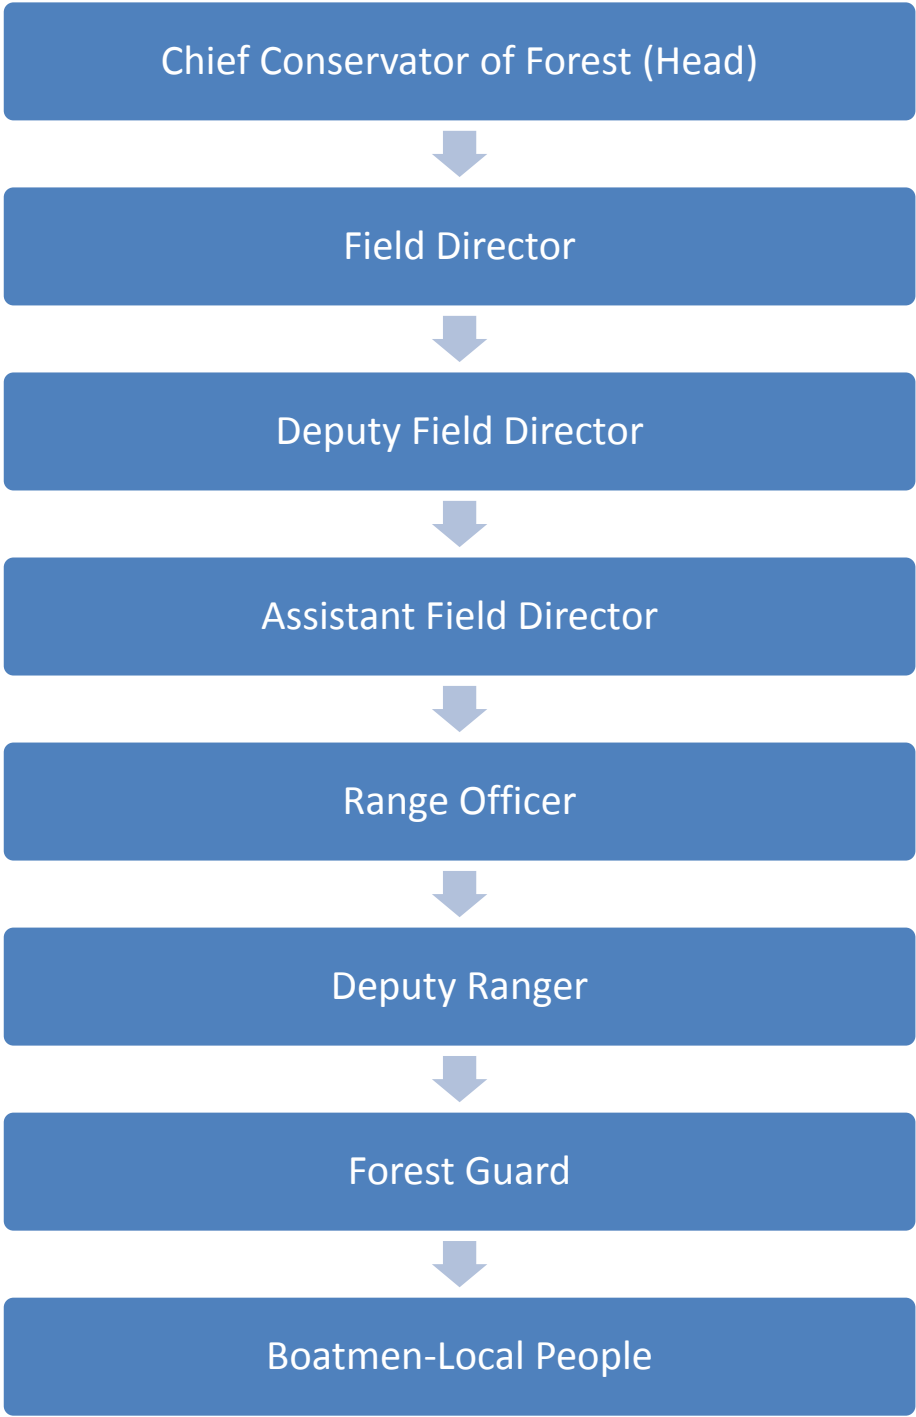 Chief Conservator of Forest (Head)
Field Director
Deputy Field Director
Assistant Field Director
Range Officer
Deputy Ranger
Forest Guard
Boatmen-Local People